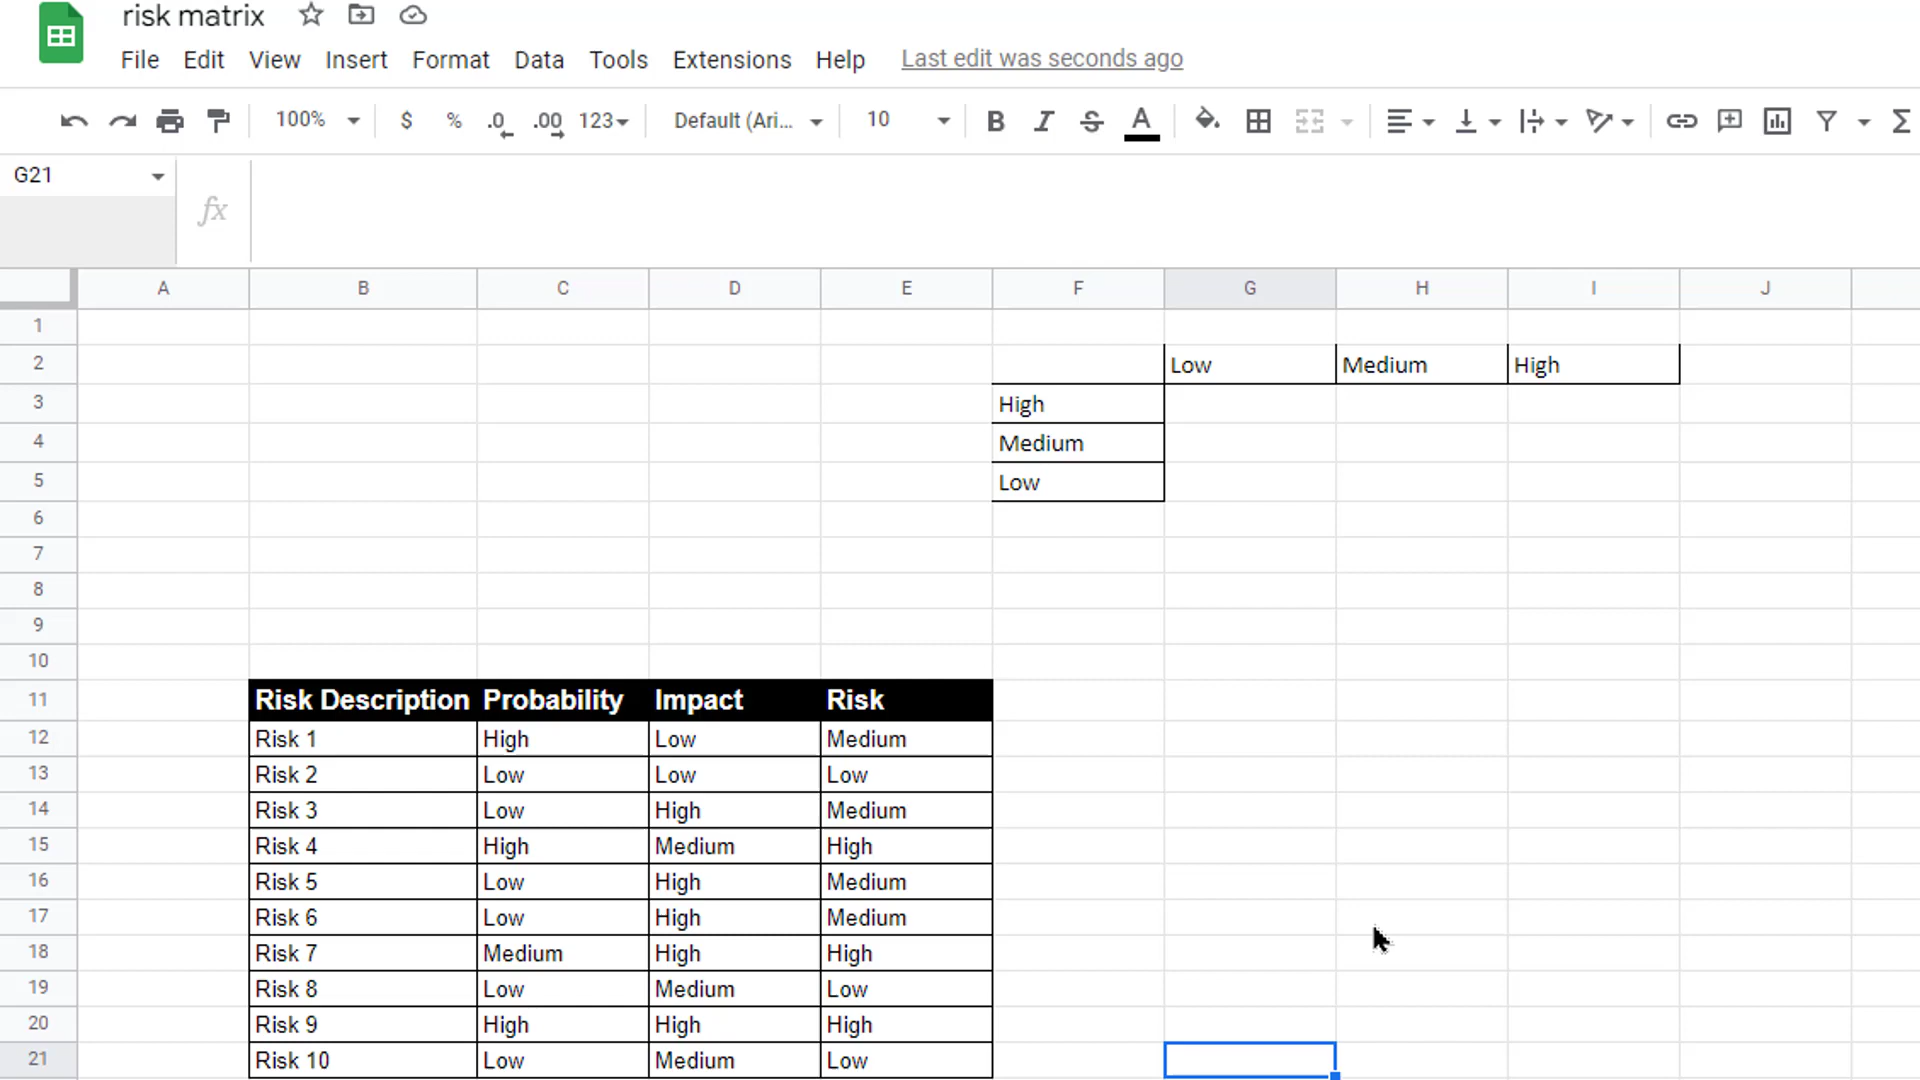 risk matrix
File Edit View Insert Format Data Tools Extensions Help Last edit was seconds ago
100% $ % .0 .00 123 Default (Ari... 10 B I S A Σ
G21
fx
A B C D E F G H I J
1
2 Low Medium High
3 High
4 Medium
5 Low
6
7
8
9
10
11 Risk Description Probability Impact Risk
12 Risk 1 High Low Medium
13 Risk 2 Low Low Low
14 Risk 3 Low High Medium
15 Risk 4 High Medium High
16 Risk 5 Low High Medium
17 Risk 6 Low High Medium
18 Risk 7 Medium High High
19 Risk 8 Low Medium Low
20 Risk 9 High High High
21 Risk 10 Low Medium Low